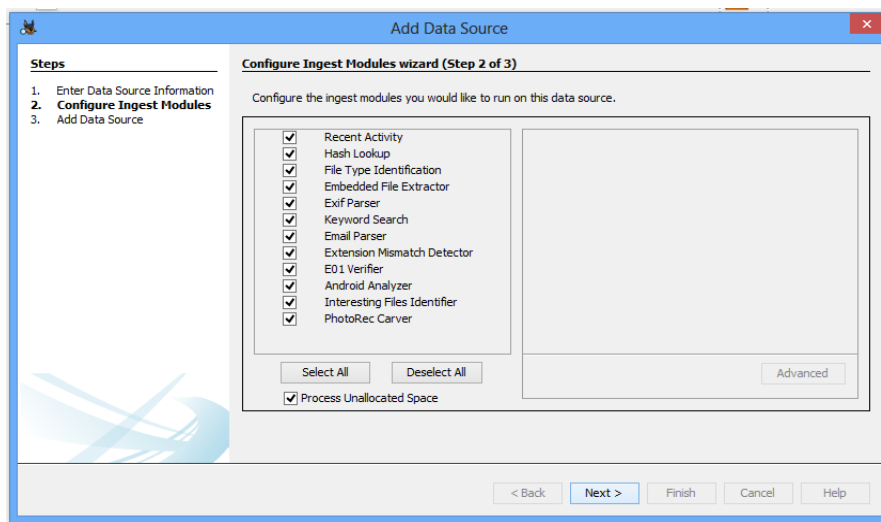 Add Data Source
Steps
1. Enter Data Source Information
2. Configure Ingest Modules
3. Add Data Source
Configure Ingest Modules wizard (Step 2 of 3)
Configure the ingest modules you would like to run on this data source.
Recent Activity
Hash Lookup
File Type Identification
Embedded File Extractor
Exif Parser
Keyword Search
Email Parser
Extension Mismatch Detector
E01 Verifier
Android Analyzer
Interesting Files Identifier
PhotoRec Carver
Select All
Deselect All
Advanced
Process Unallocated Space
< Back
Next >
Finish
Cancel
Help